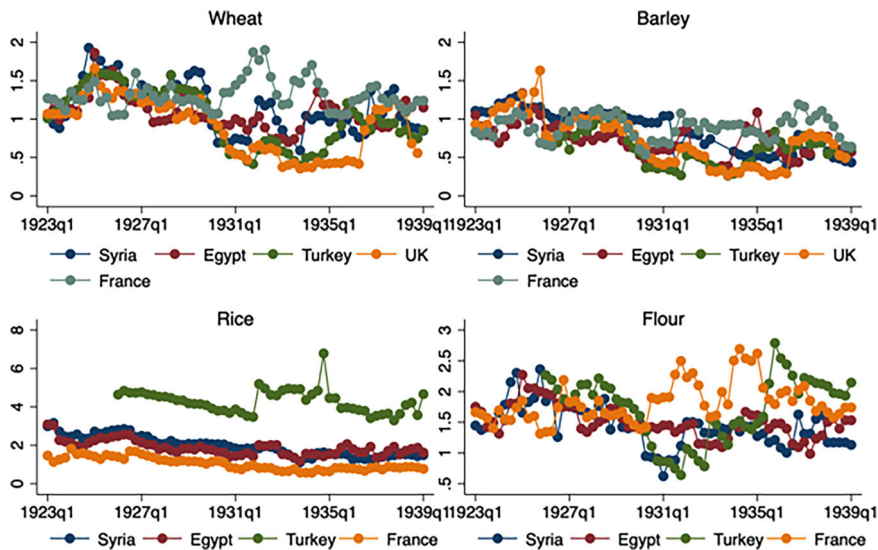 Wheat
2
1.5
1
.5
0
1923q1 1927q1 1931q1 1935q1 1939q1
Syria Egypt Turkey UK
France
Barley
2
1.5
1
.5
0
1923q1 1927q1 1931q1 1935q1 1939q1
Syria Egypt Turkey UK
France
Rice
8
6
4
2
0
1923q1 1927q1 1931q1 1935q1 1939q1
Syria Egypt Turkey France
Flour
3
2.5
2
1.5
1
.5
1923q1 1927q1 1931q1 1935q1 1939q1
Syria Egypt Turkey France